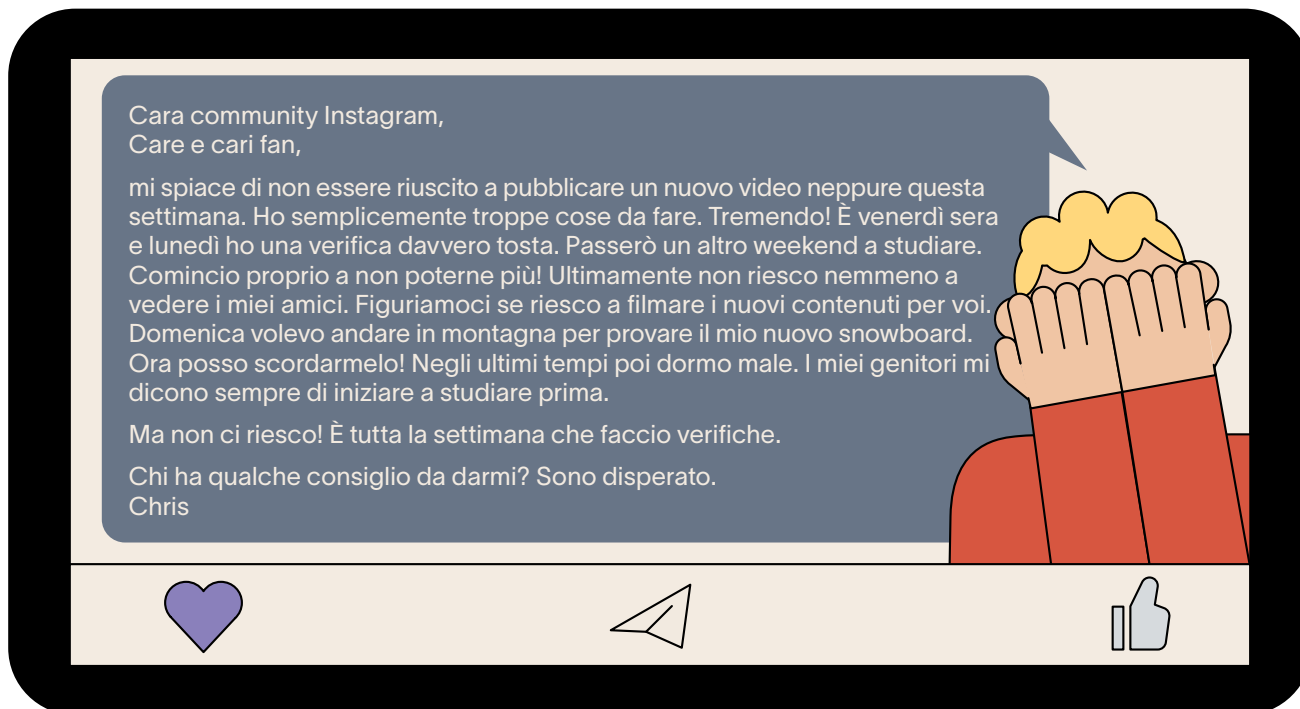 Cara community Instagram,
Care e cari fan,
mi spiace di non essere riuscito a pubblicare un nuovo video neppure questa
settimana. Ho semplicemente troppe cose da fare. Tremendo! È venerdì sera
e lunedì ho una verifica davvero tosta. Passerò un altro weekend a studiare.
Comincio proprio a non poterne più! Ultimamente non riesco nemmeno a
vedere i miei amici. Figuriamoci se riesco a filmare i nuovi contenuti per voi.
Domenica volevo andare in montagna per provare il mio nuovo snowboard.
Ora posso scordarmelo! Negli ultimi tempi poi dormo male. I miei genitori mi
dicono sempre di iniziare a studiare prima.
Ma non ci riesco! È tutta la settimana che faccio verifiche.
Chi ha qualche consiglio da darmi? Sono disperato.
Chris